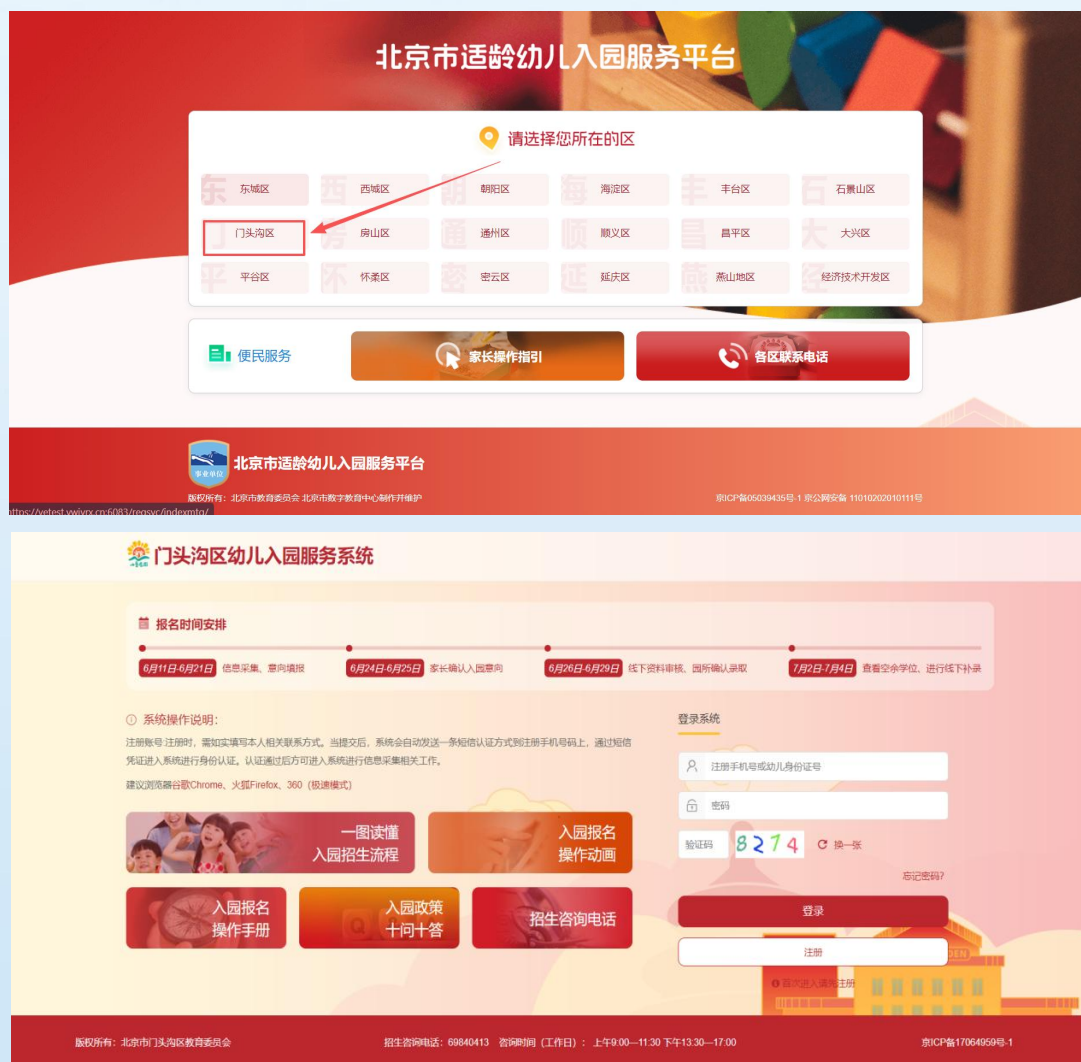 北京市适龄幼儿入园服务平台
请选择您所在的区
东城区 西城区 朝阳区 海淀区 丰台区 石景山区
门头沟区 房山区 通州区 顺义区 昌平区 大兴区
平谷区 怀柔区 密云区 延庆区 燕山地区 经济技术开发区
便民服务 家长操作指引 各区联系电话
事业单位
北京市适龄幼儿入园服务平台
版权所有：北京市教育委员会 北京市数字教育中心制作并维护 京ICP备05039435号-1 京公网安备 11010202010111号
门头沟区幼儿入园服务系统
报名时间安排
6月11日-6月21日 信息采集、意向填报 6月24日-6月25日 家长确认入园意向 6月26日-6月29日 线下资料审核、园所确认录取 7月2日-7月4日 查看空余学位、进行线下补录
系统操作说明：
注册账号:注册时，需如实填写本人相关联系方式。当提交后，系统会自动发送一条短信认证方式到注册手机号码上，通过短信
凭证进入系统进行身份认证。认证通过后方可进入系统进行信息采集相关工作。
建议浏览器谷歌Chrome、火狐Firefox、360（极速模式）
一图读懂
入园招生流程
入园报名
操作动画
入园报名
操作手册
入园政策
十问十答
招生咨询电话
登录系统
注册手机号或幼儿身份证号
密码
验证码 8274 换一张
忘记密码?
登录
注册
首次进入请先注册
版权所有：北京市门头沟区教育委员会 招生咨询电话：69840413 咨询时间（工作日）：上午9:00—11:30 下午13:30—17:00 京ICP备17064959号-1